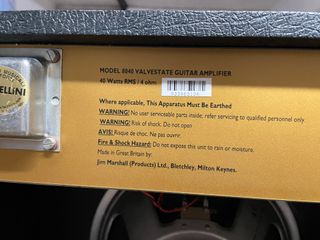 MUSICAL
ELLINI
MODEL 8040 VALVESTATE GUITAR AMPLIFIER
40 Watts RMS / 4 ohm
Where applicable, This Apparatus Must Be Earthed
WARNING! No user serviceable parts inside; refer servicing to qualified personnel only
WARNING! Risk of shock: Do not open
AVIS! Risque de choc. Ne pas ouvrir.
Fire & Shock Hazard: Do not expose this unit to rain or moisture.
Made in Great Britain by:
Jim Marshall (Products) Ltd., Bletchley, Milton Keynes.